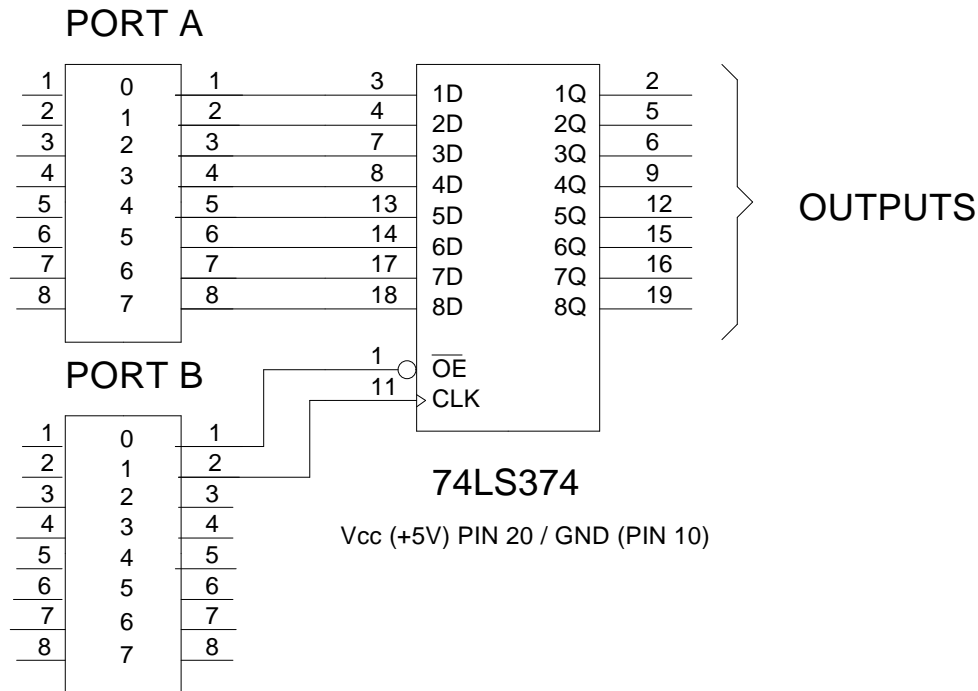 PORT A
1 0 1 3 1D 1Q 2
2 1 2 4 2D 2Q 5
3 2 3 7 3D 3Q 6
4 3 4 8 4D 4Q 9
5 4 5 13 5D 5Q 12
6 5 6 14 6D 6Q 15
7 6 7 17 7D 7Q 16
8 7 8 18 8D 8Q 19
OUTPUTS
1 OE
11 CLK
PORT B
1 0 1
2 1 2
3 2 3
4 3 4
5 4 5
6 5 6
7 6 7
8 7 8
74LS374
Vcc (+5V) PIN 20 / GND (PIN 10)